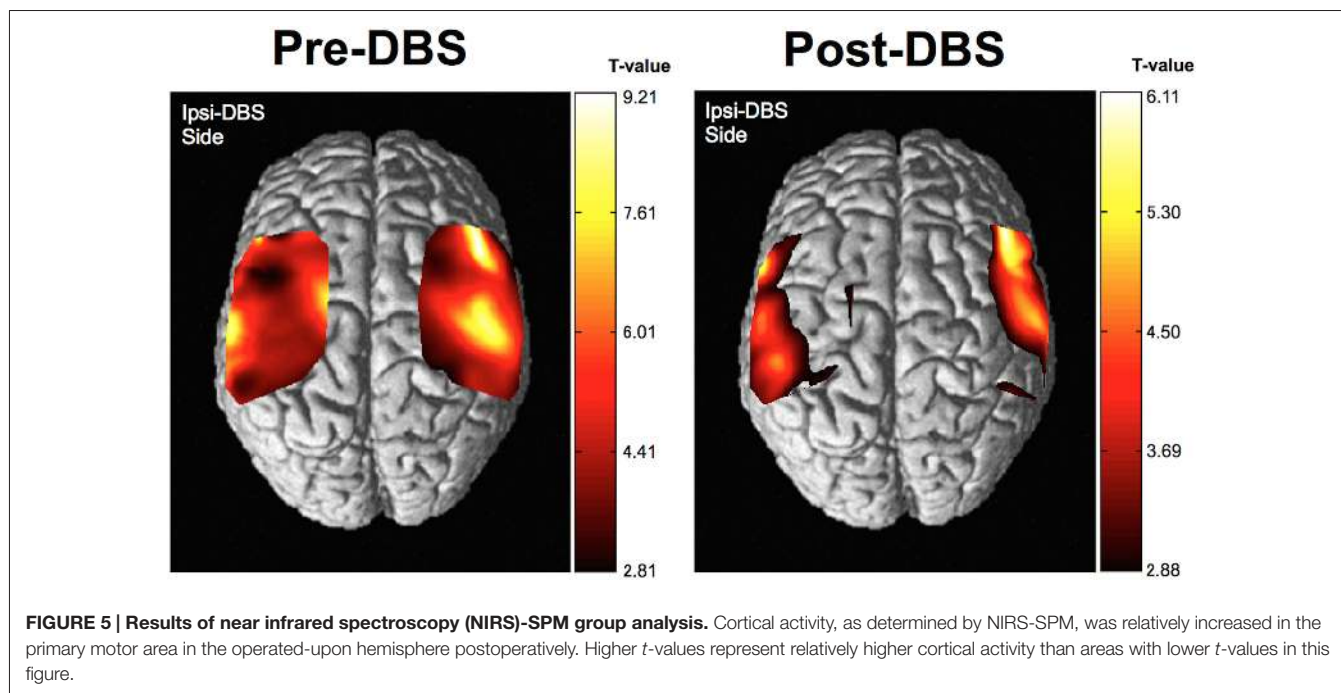 Pre-DBS
T-value
Ipsi-DBS
Side
9.21
7.61
6.01
4.41
2.81
Post-DBS
T-value
Ipsi-DBS
Side
6.11
5.30
4.50
3.69
2.88
FIGURE 5 | Results of near infrared spectroscopy (NIRS)-SPM group analysis. Cortical activity, as determined by NIRS-SPM, was relatively increased in the
primary motor area in the operated-upon hemisphere postoperatively. Higher t-values represent relatively higher cortical activity than areas with lower t-values in this
figure.